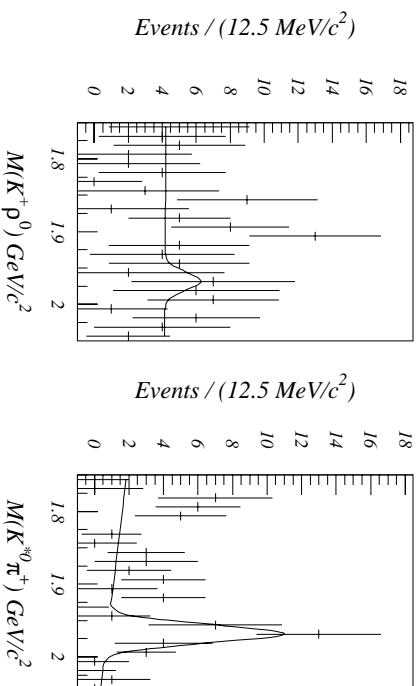 Events / (12.5 MeV/c²)
0 2 4 6 8 10 12 14 16 18
1.8 1.9 2
M(K⁺ρ⁰) GeV/c²
Events / (12.5 MeV/c²)
0 2 4 6 8 10 12 14 16 18
1.8 1.9 2
M(K*⁰π⁺) GeV/c²